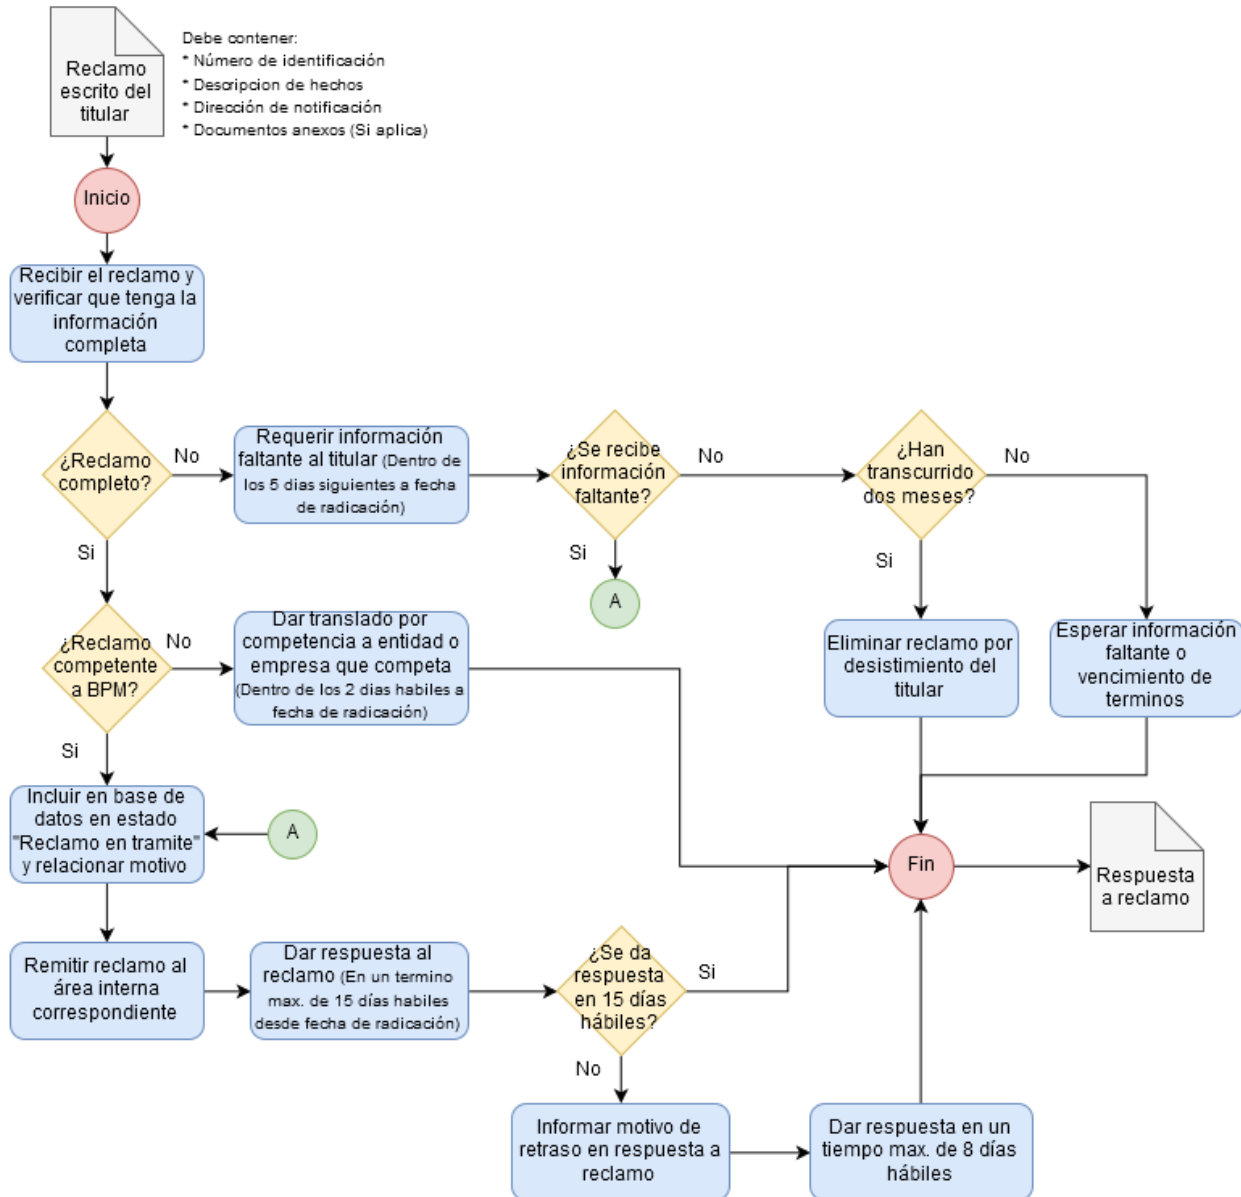 Reclamo
escrito del
titular
Debe contener:
* Número de identificación
* Descripcion de hechos
* Dirección de notificación
* Documentos anexos (Si aplica)
Inicio
Recibir el reclamo y
verificar que tenga la
información
completa
¿Reclamo
completo?
No
Requerir información
faltante al titular (Dentro de
los 5 dias siguientes a fecha
de radicación)
¿Se recibe
información
faltante?
No
¿Han
transcurrido
dos meses?
No
Si
Si
Si
A
¿Reclamo
competente
a BPM?
No
Dar translado por
competencia a entidad o
empresa que competa
(Dentro de los 2 dias habiles a
fecha de radicación)
Eliminar reclamo por
desistimiento del
titular
Esperar información
faltante o
vencimiento de
terminos
Si
Incluir en base de
datos en estado
"Reclamo en tramite"
y relacionar motivo
A
Fin
Respuesta
a reclamo
Remitir reclamo al
área interna
correspondiente
Dar respuesta al
reclamo (En un termino
max. de 15 días habiles
desde fecha de radicación)
¿Se da
respuesta
en 15 días
hábiles?
Si
No
Informar motivo de
retraso en respuesta a
reclamo
Dar respuesta en un
tiempo max. de 8 días
hábiles